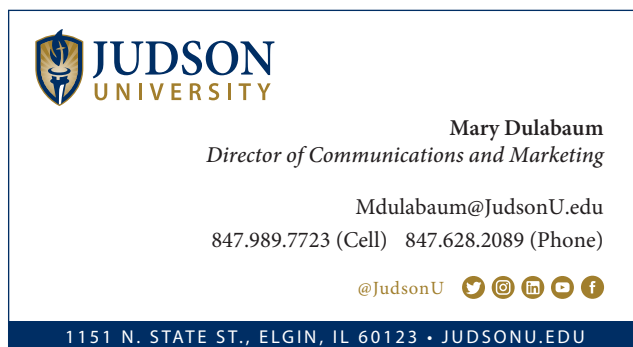 JUDSON
UNIVERSITY
Mary Dulabaum
Director of Communications and Marketing
Mdulabaum@JudsonU.edu
847.989.7723 (Cell) 847.628.2089 (Phone)
@JudsonU
1151 N. STATE ST., ELGIN, IL 60123 • JUDSONU.EDU